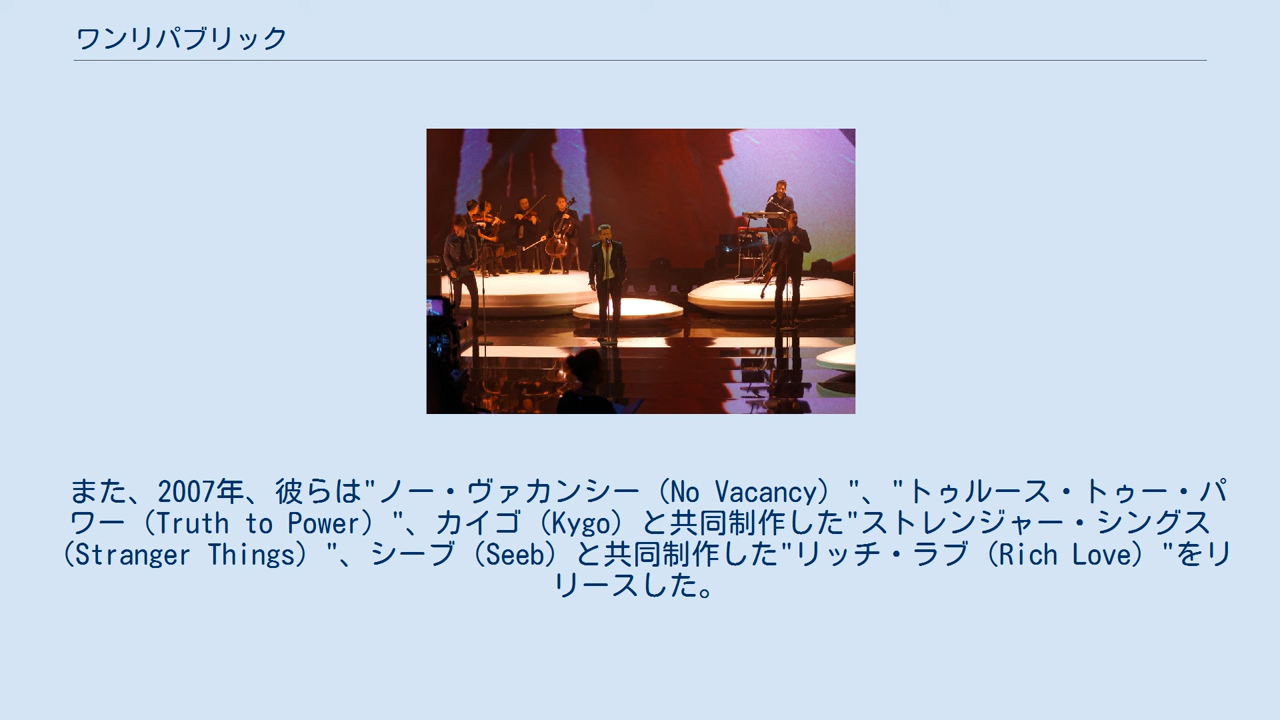 ワンリパブリック
また、2007年、彼らは"ノー・ヴァカンシー（No Vacancy）"、"トゥルース・トゥー・パ
ワー（Truth to Power）"、カイゴ（Kygo）と共同制作した"ストレンジャー・シングス
（Stranger Things）"、シーブ（Seeb）と共同制作した"リッチ・ラブ（Rich Love）"をリ
リースした。